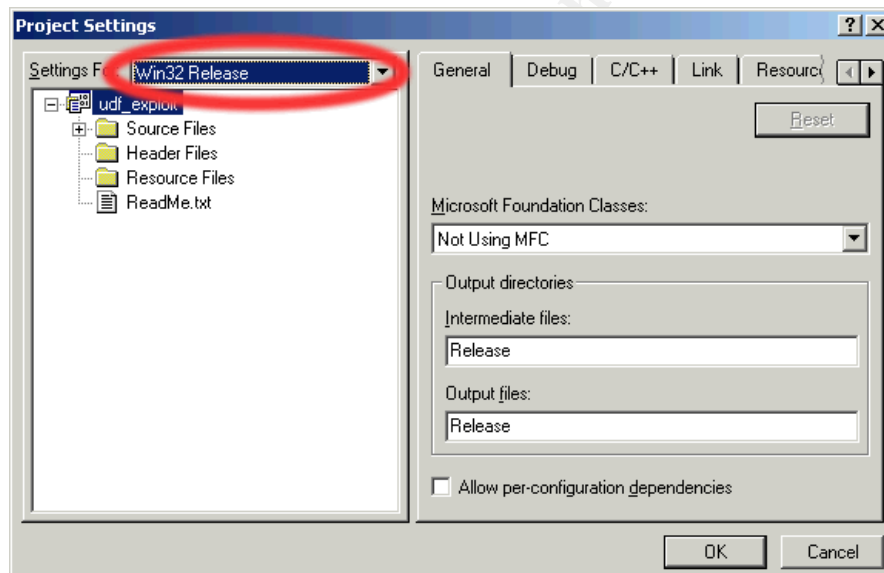 Project Settings
Settings Fo
Win32 Release
udf_exploit
Source Files
Header Files
Resource Files
ReadMe.txt
General
Debug
C/C++
Link
Resourc
Reset
Microsoft Foundation Classes:
Not Using MFC
Output directories
Intermediate files:
Release
Output files:
Release
Allow per-configuration dependencies
OK
Cancel